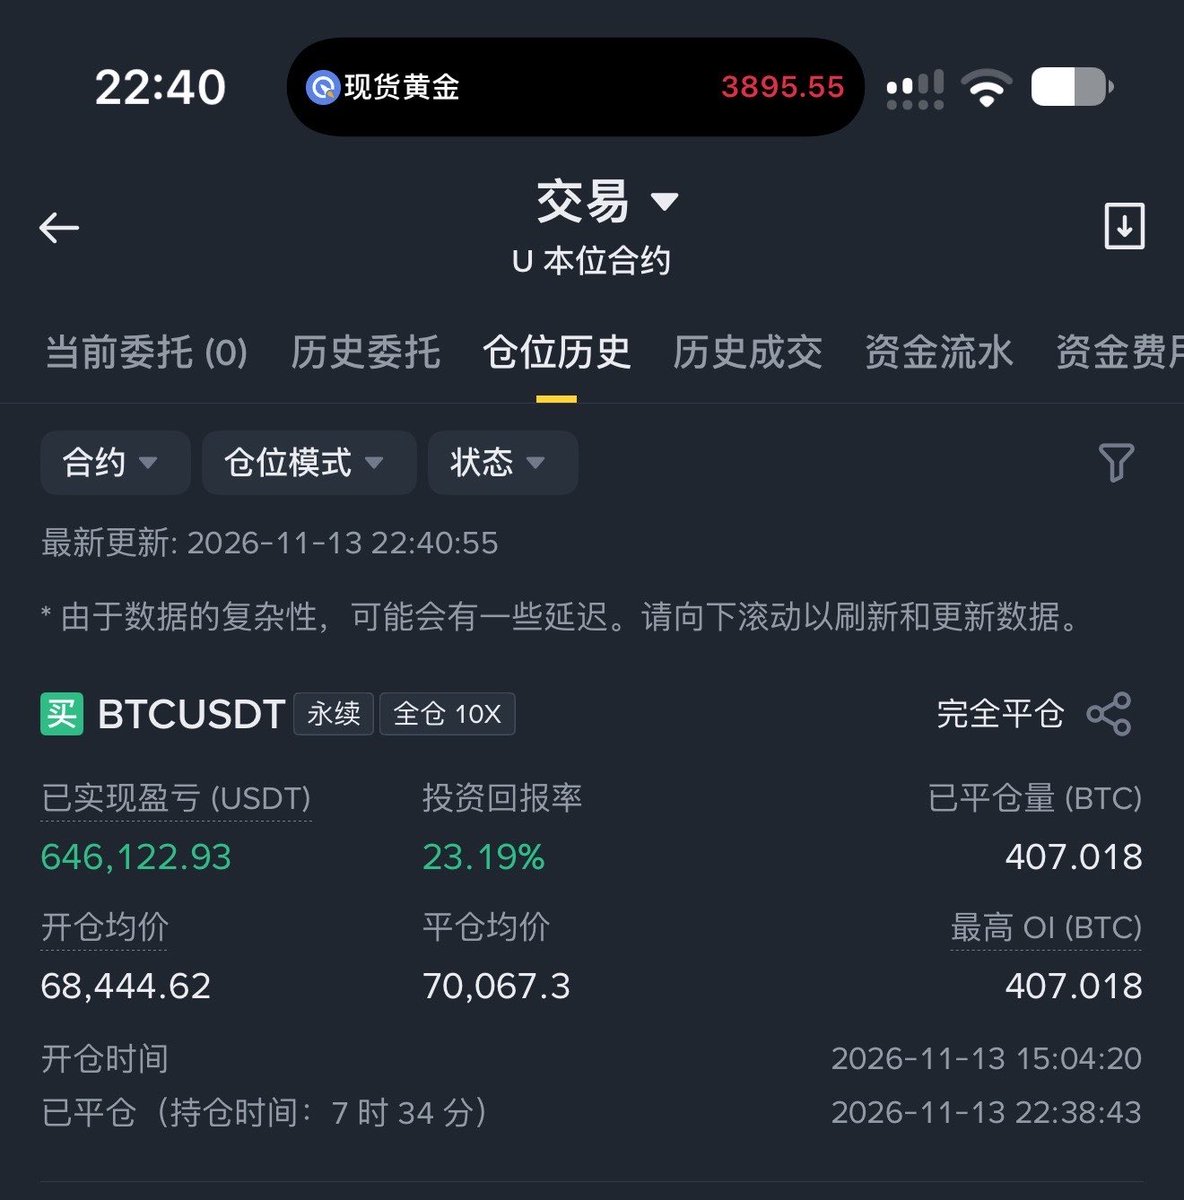 22:40 现货黄金 3895.55
交易
U 本位合约
当前委托 (0) 历史委托 仓位历史 历史成交 资金流水 资金费用
合约 仓位模式 状态
最新更新: 2026-11-13 22:40:55
* 由于数据的复杂性，可能会有一些延迟。请向下滚动以刷新和更新数据。
买 BTCUSDT 永续 全仓 10X 完全平仓
已实现盈亏 (USDT) 投资回报率 已平仓量 (BTC)
646,122.93 23.19% 407.018
开仓均价 平仓均价 最高 OI (BTC)
68,444.62 70,067.3 407.018
开仓时间 2026-11-13 15:04:20
已平仓（持仓时间：7 时 34 分） 2026-11-13 22:38:43